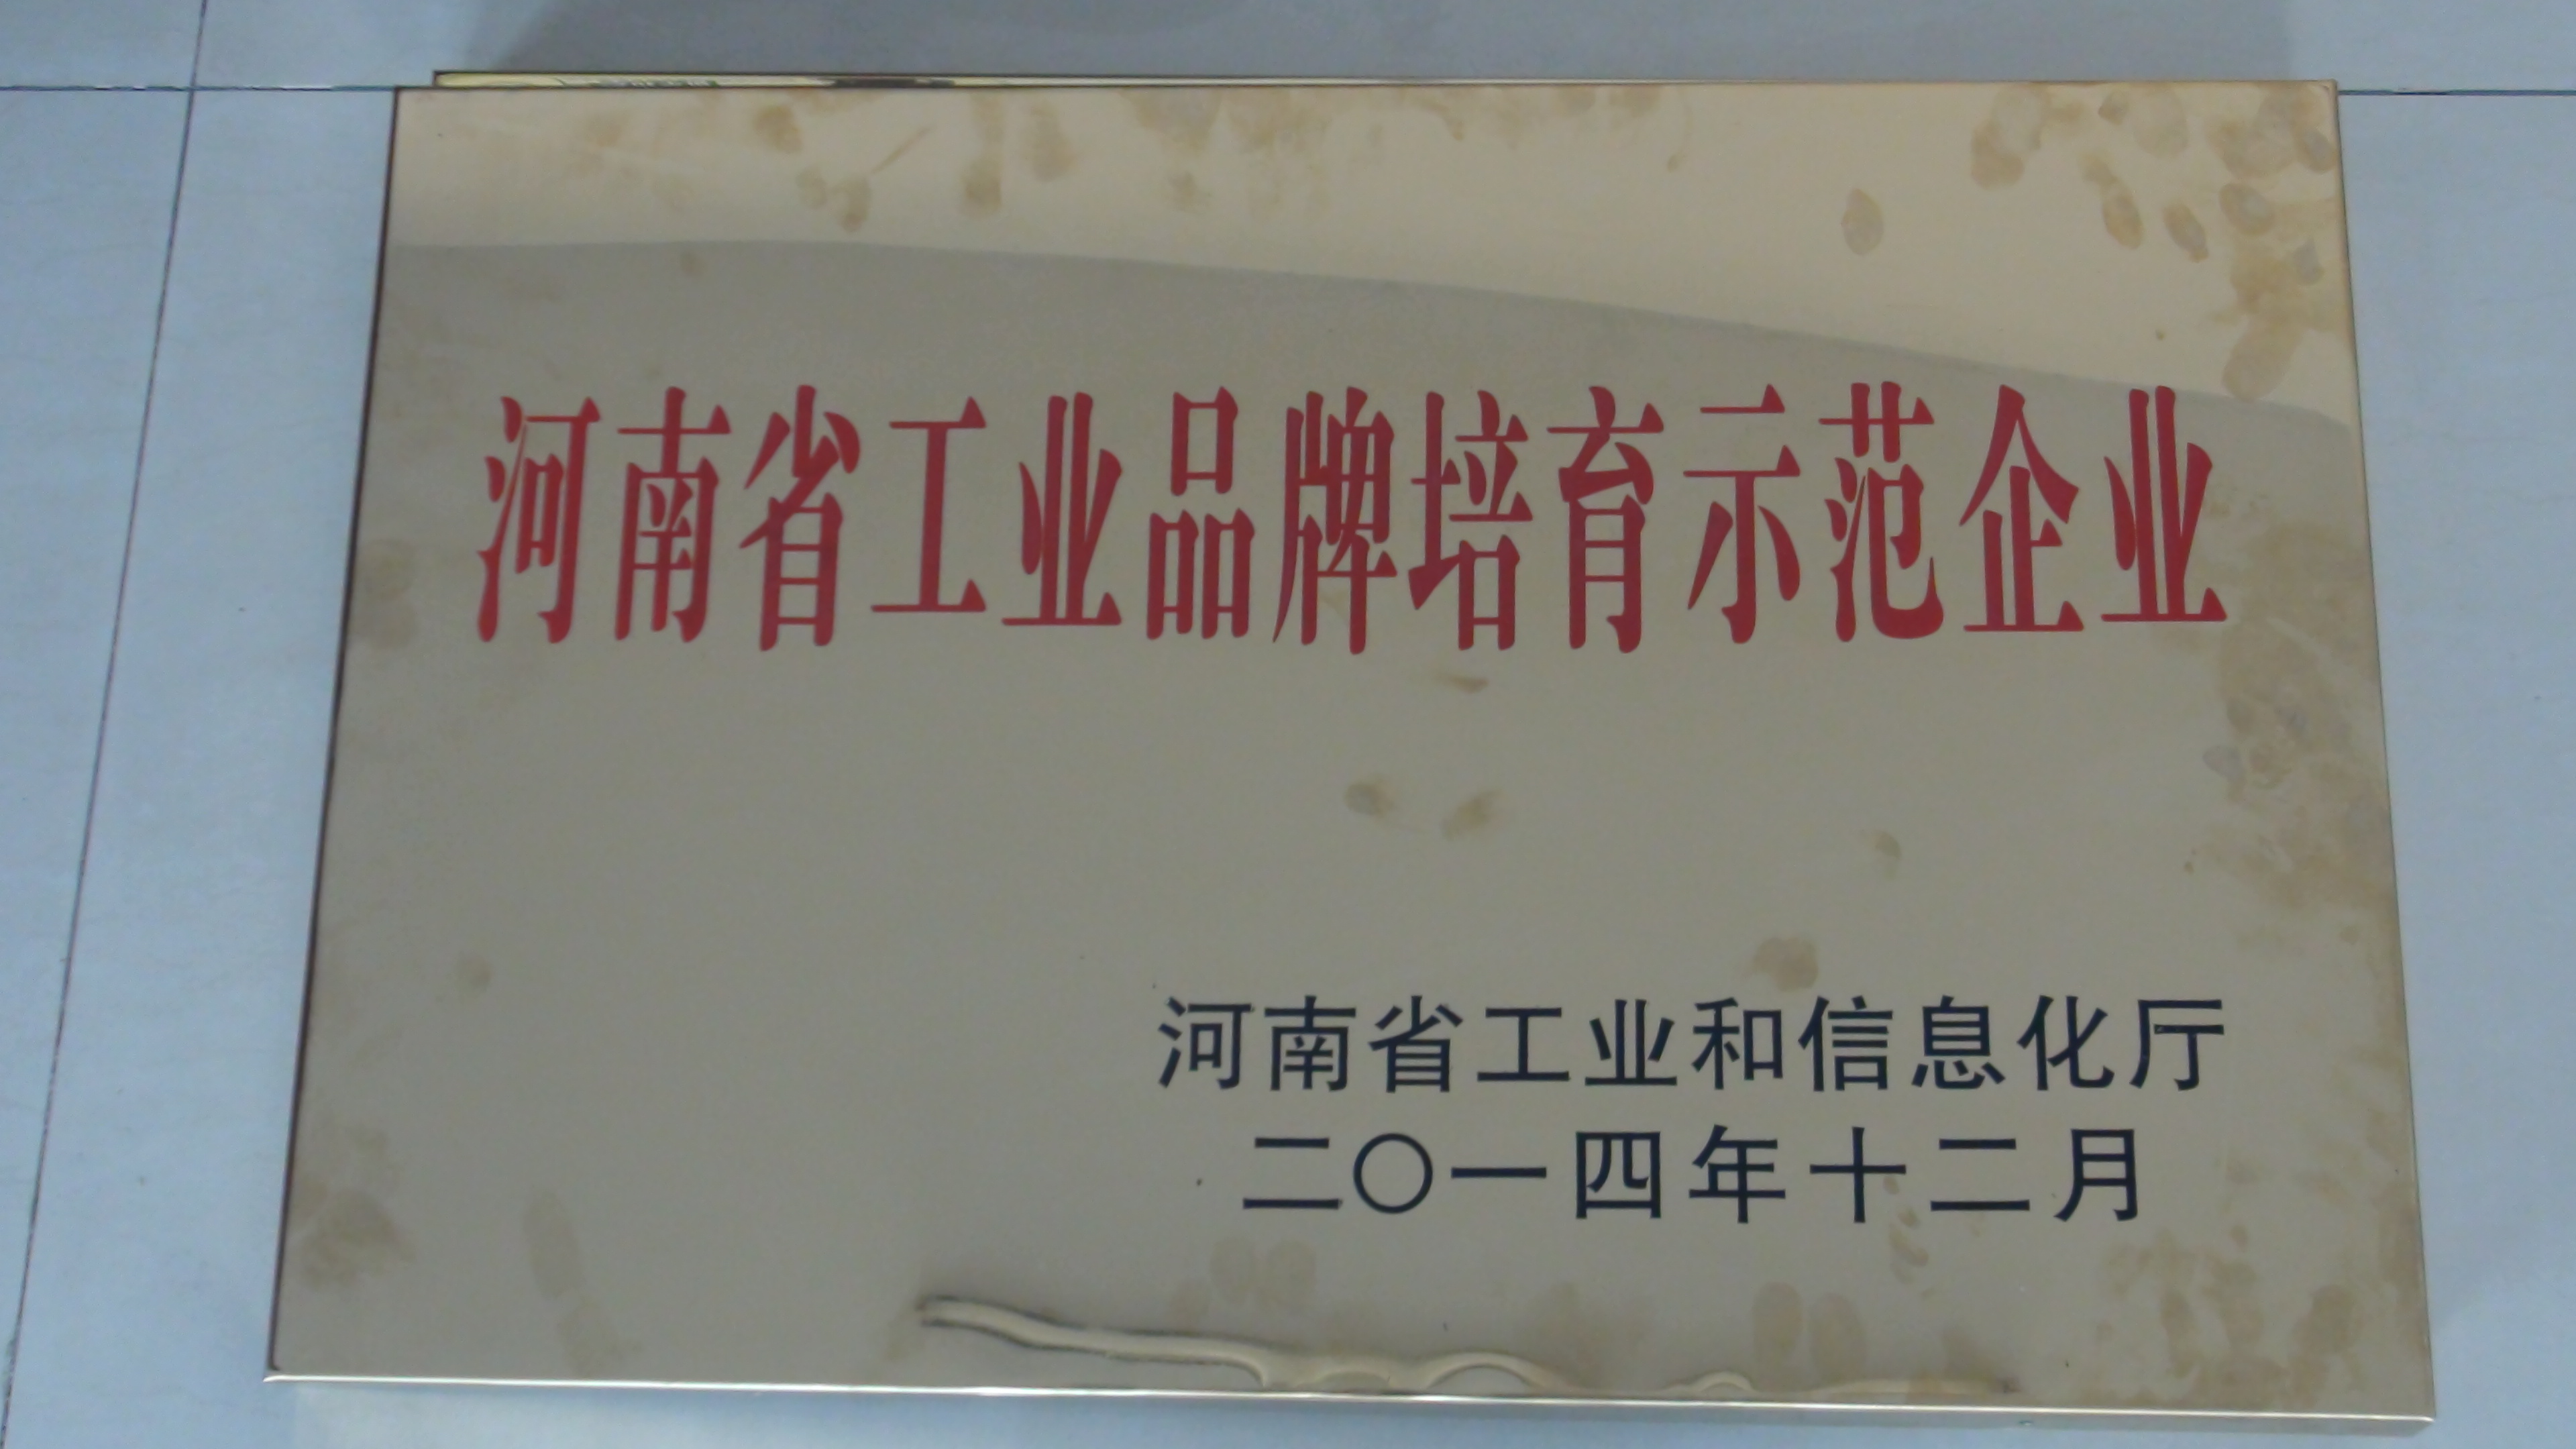 河南省工业品牌培育示范企业
河南省工业和信息化厅
二〇一四年十二月